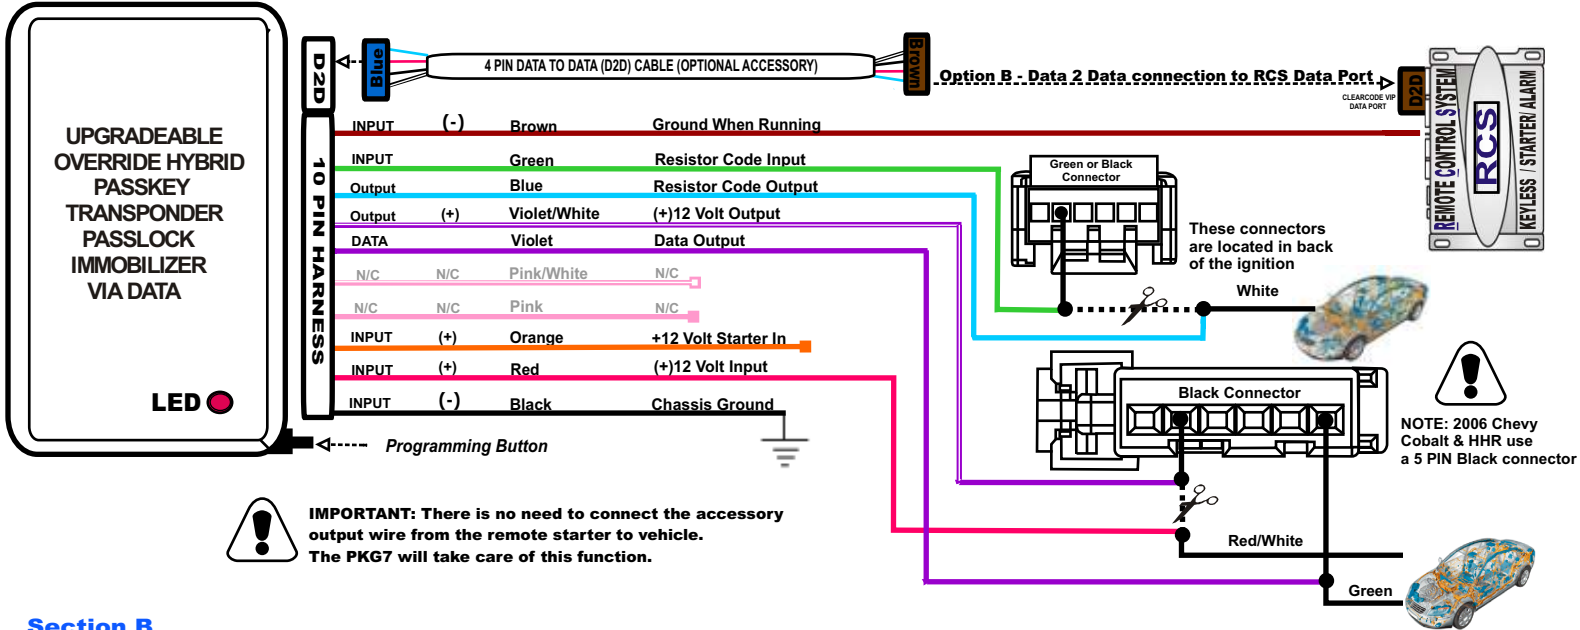 UPGRADEABLE
OVERRIDE HYBRID
PASSKEY
TRANSPONDER
PASSLOCK
IMMOBILIZER
VIA DATA
LED
D2D
10 PIN HARNESS
Blue
4 PIN DATA TO DATA (D2D) CABLE (OPTIONAL ACCESSORY)
Brown
Option B - Data 2 Data connection to RCS Data Port
CLEARCODE VIP
DATA PORT
D2D
REMOTE CONTROL SYSTEM
RCS
KEYLESS / STARTER/ ALARM
INPUT (-) Brown Ground When Running
INPUT Green Resistor Code Input
Output Blue Resistor Code Output
Output (+) Violet/White (+)12 Volt Output
DATA Violet Data Output
N/C N/C Pink/White N/C
N/C N/C Pink N/C
INPUT (+) Orange +12 Volt Starter In
INPUT (+) Red (+)12 Volt Input
INPUT (-) Black Chassis Ground
Programming Button
Green or Black
Connector
These connectors
are located in back
of the ignition
White
Black Connector
NOTE: 2006 Chevy
Cobalt & HHR use
a 5 PIN Black connector
Red/White
Green
IMPORTANT: There is no need to connect the accessory
output wire from the remote starter to vehicle.
The PKG7 will take care of this function.
Section B